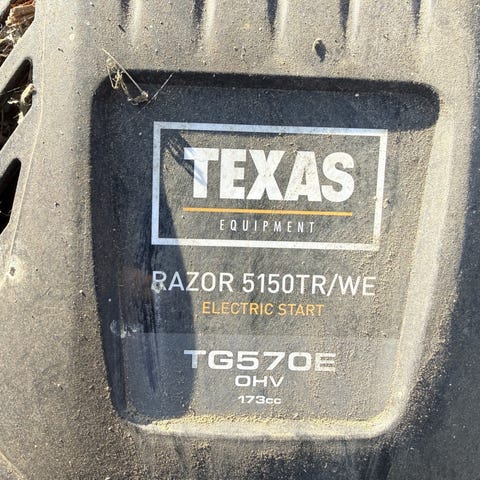 TEXAS
EQUIPMENT
RAZOR 5150TR/WE
ELECTRIC START
TG570E
OHV
173cc